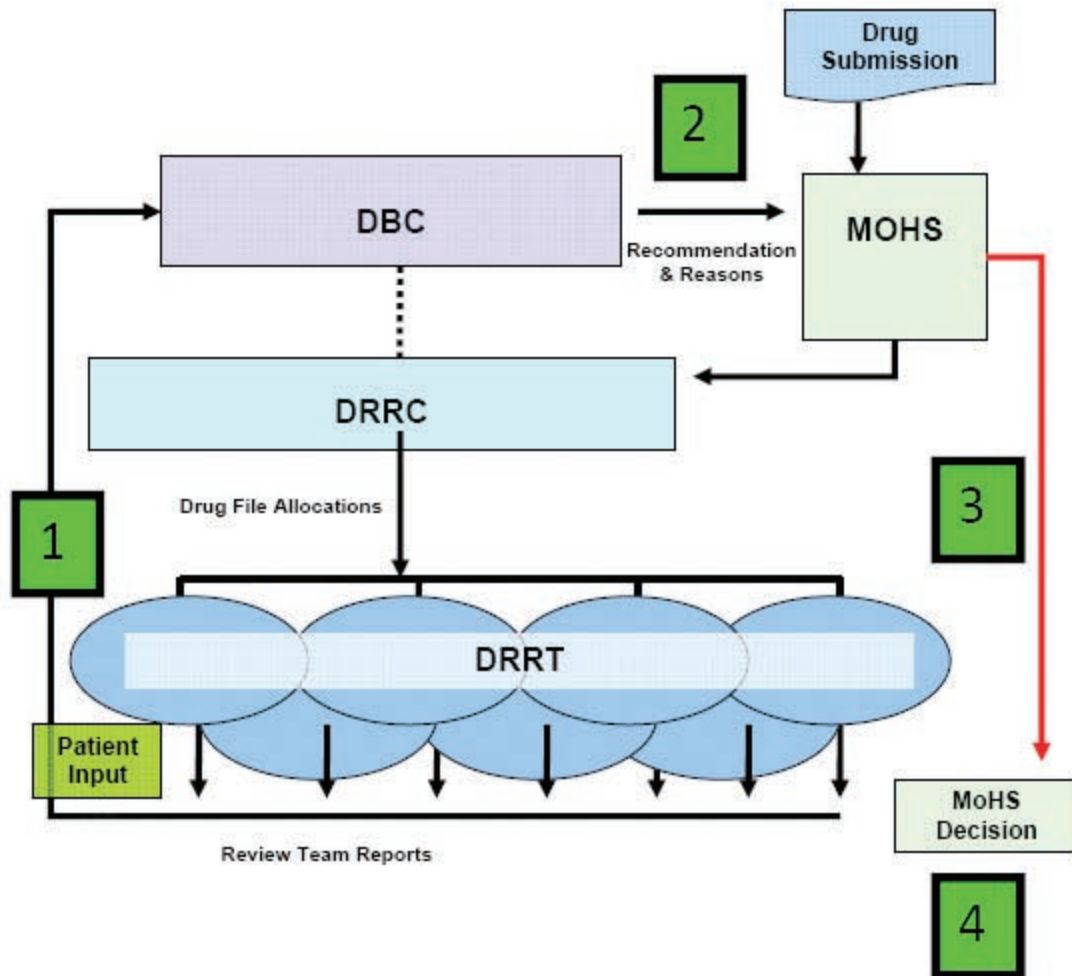 Drug
Submission
2
DBC
MOHS
Recommendation
& Reasons
DRRC
Drug File Allocations
1
3
DRRT
Patient
Input
MoHS
Decision
Review Team Reports
4